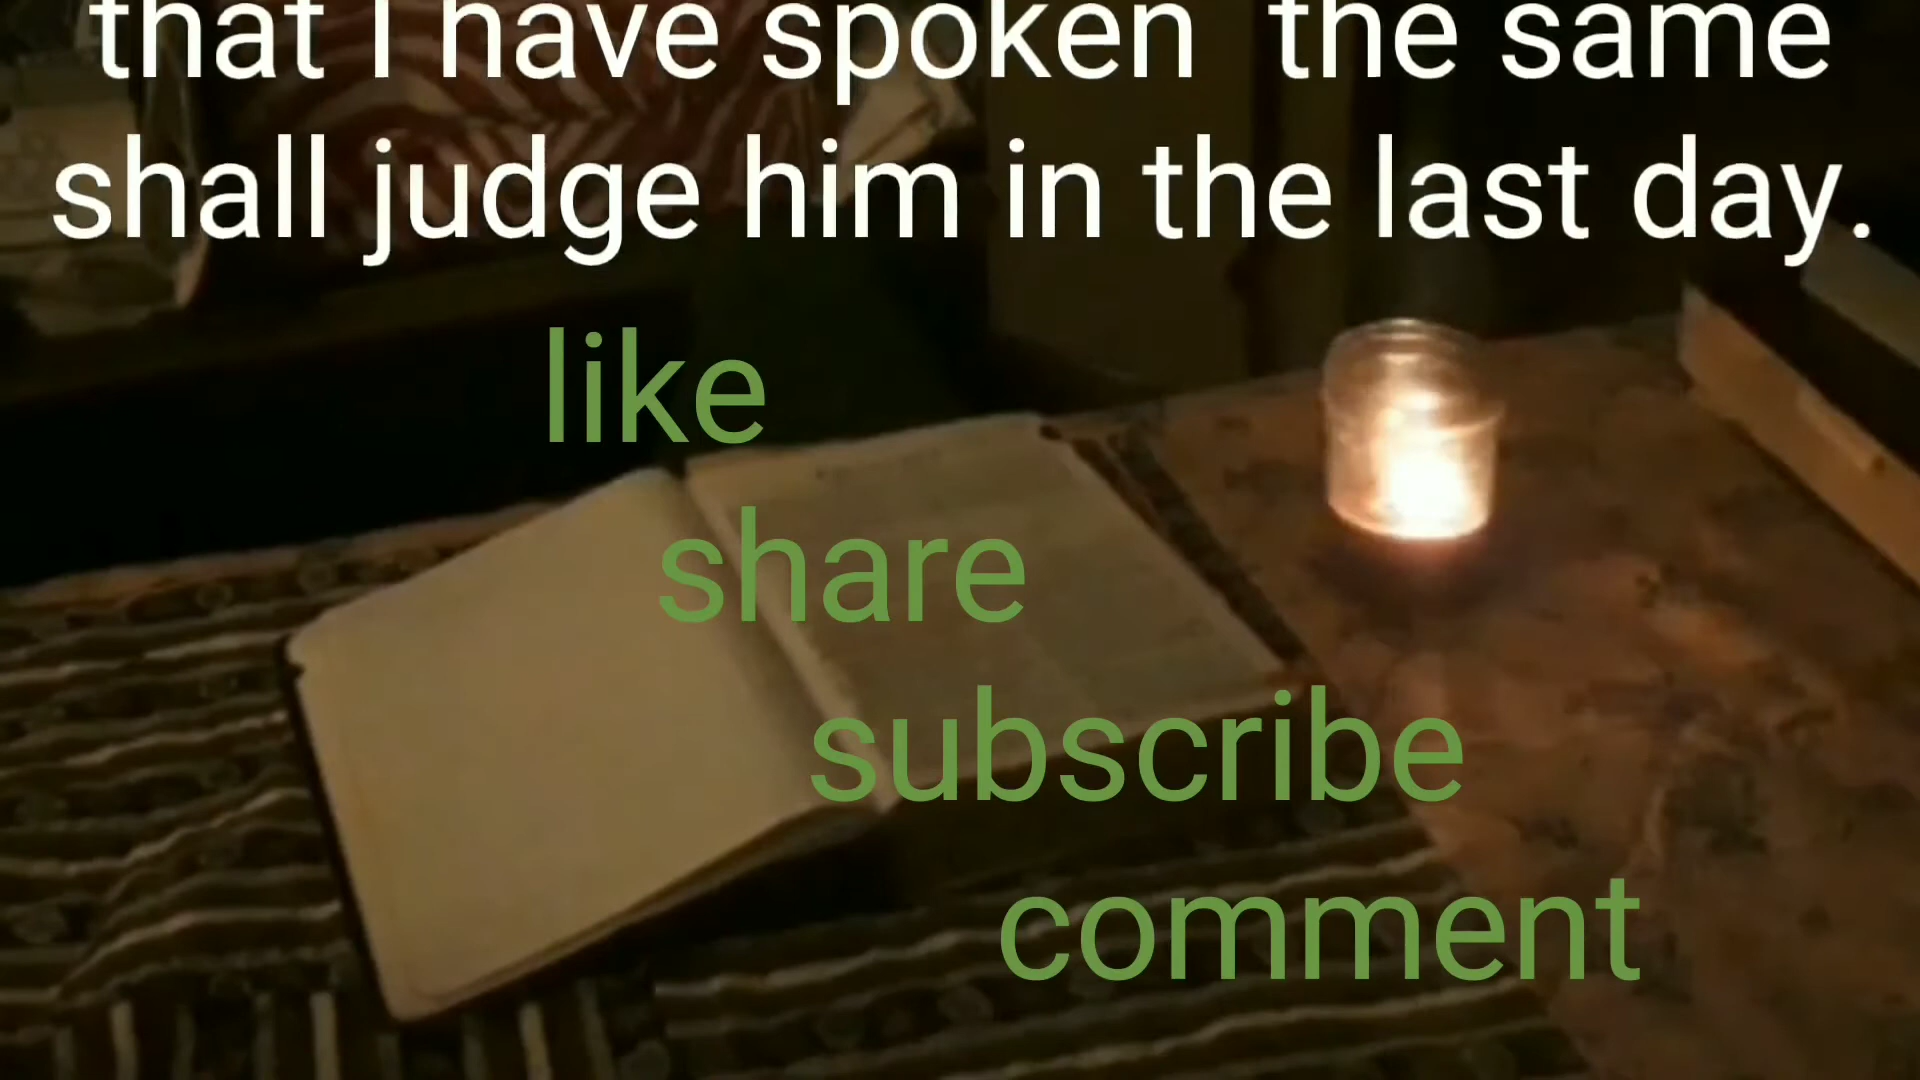 that I have spoken  the same
shall judge him in the last day.
like
share
subscribe
comment